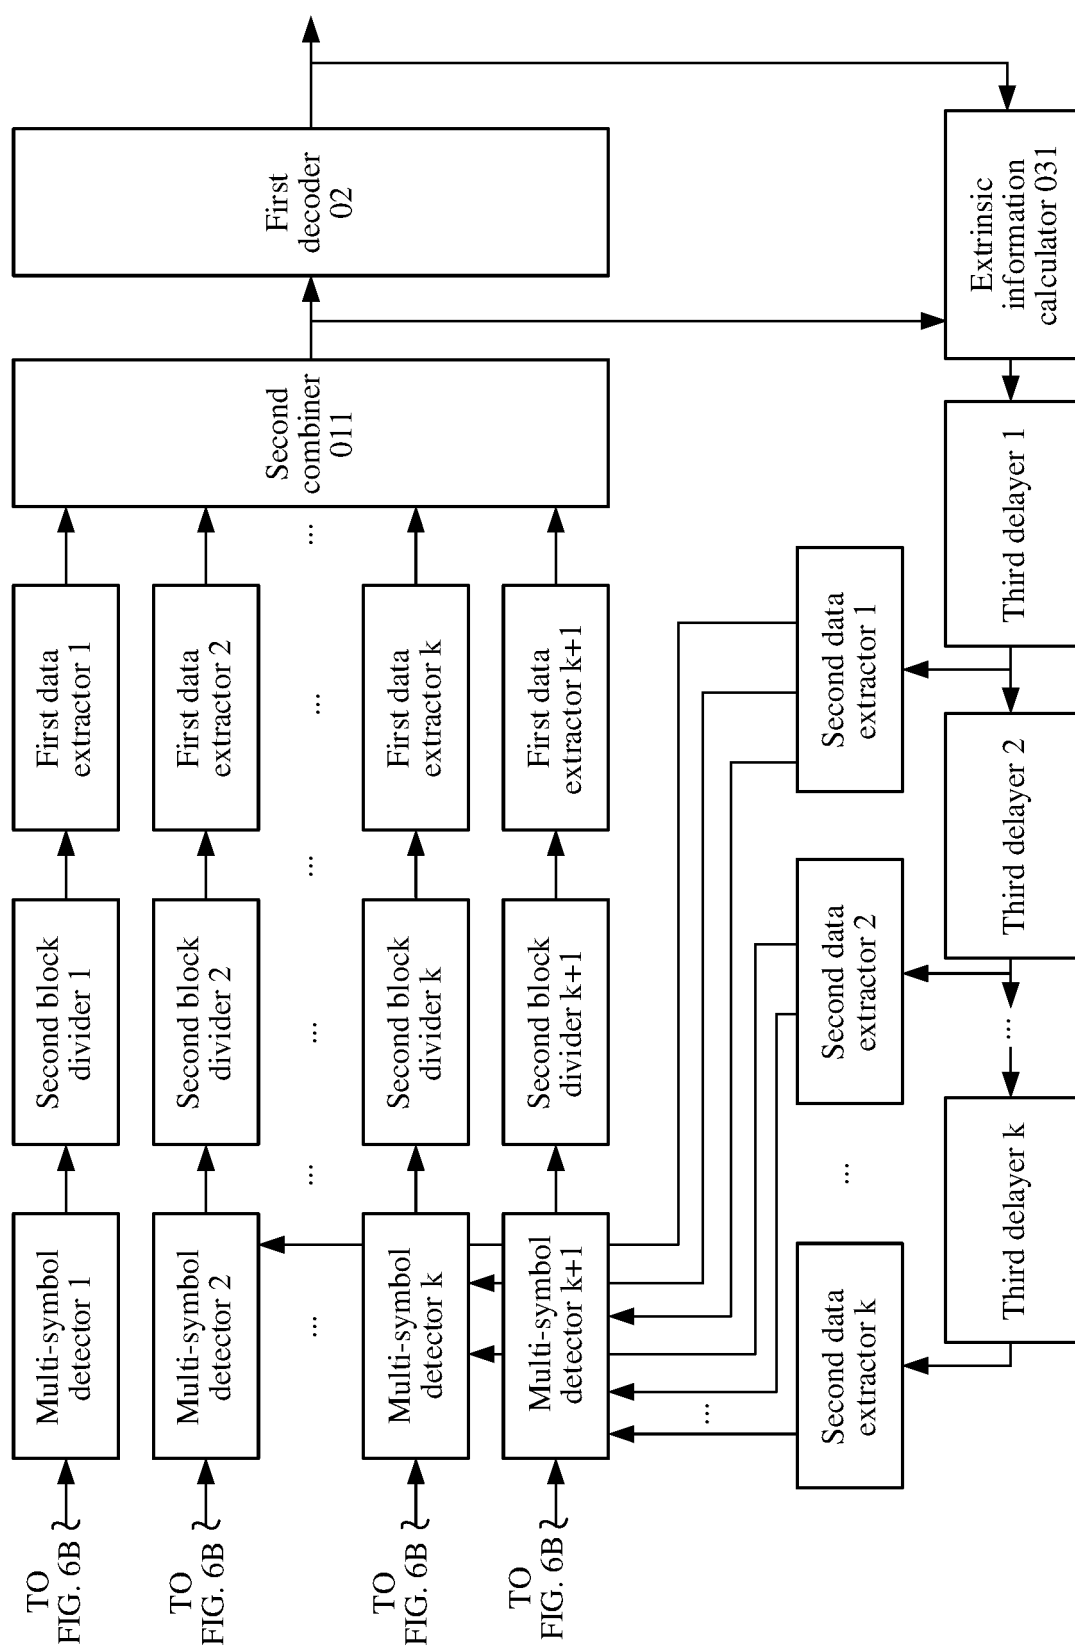 TO
FIG. 6B
Multi-symbol
detector 1
Second block
divider 1
First data
extractor 1
TO
FIG. 6B
Multi-symbol
detector 2
Second block
divider 2
First data
extractor 2
...
...
...
...
...
TO
FIG. 6B
Multi-symbol
detector k
Second block
divider k
First data
extractor k
TO
FIG. 6B
Multi-symbol
detector k+1
Second block
divider k+1
First data
extractor k+1
Second
combiner
011
First
decoder
02
...
Second data
extractor k
...
Second data
extractor 2
Second data
extractor 1
Third delayer k
...
Third delayer 2
Third delayer 1
Extrinsic
information
calculator 031